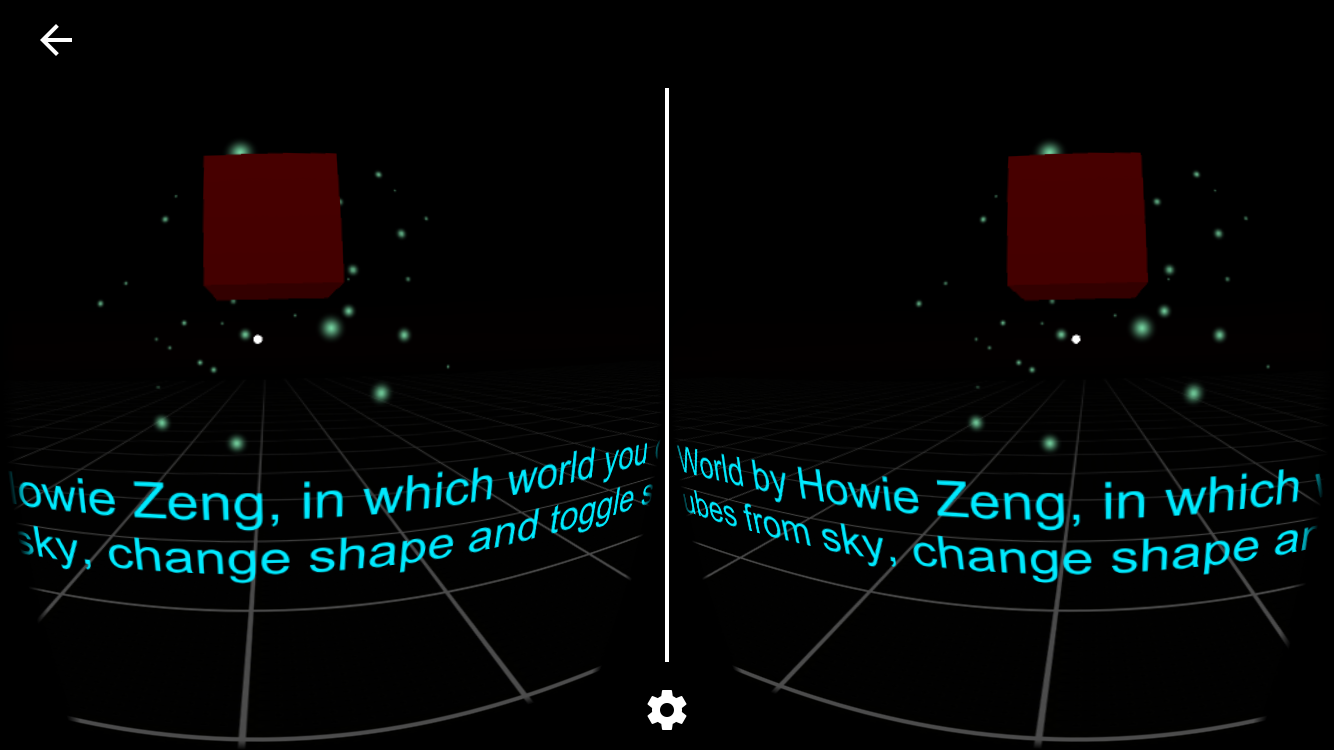 owie Zeng, in which world you
sky, change shape and toggle s
World by Howie Zeng, in which
ubes from sky, change shape ar